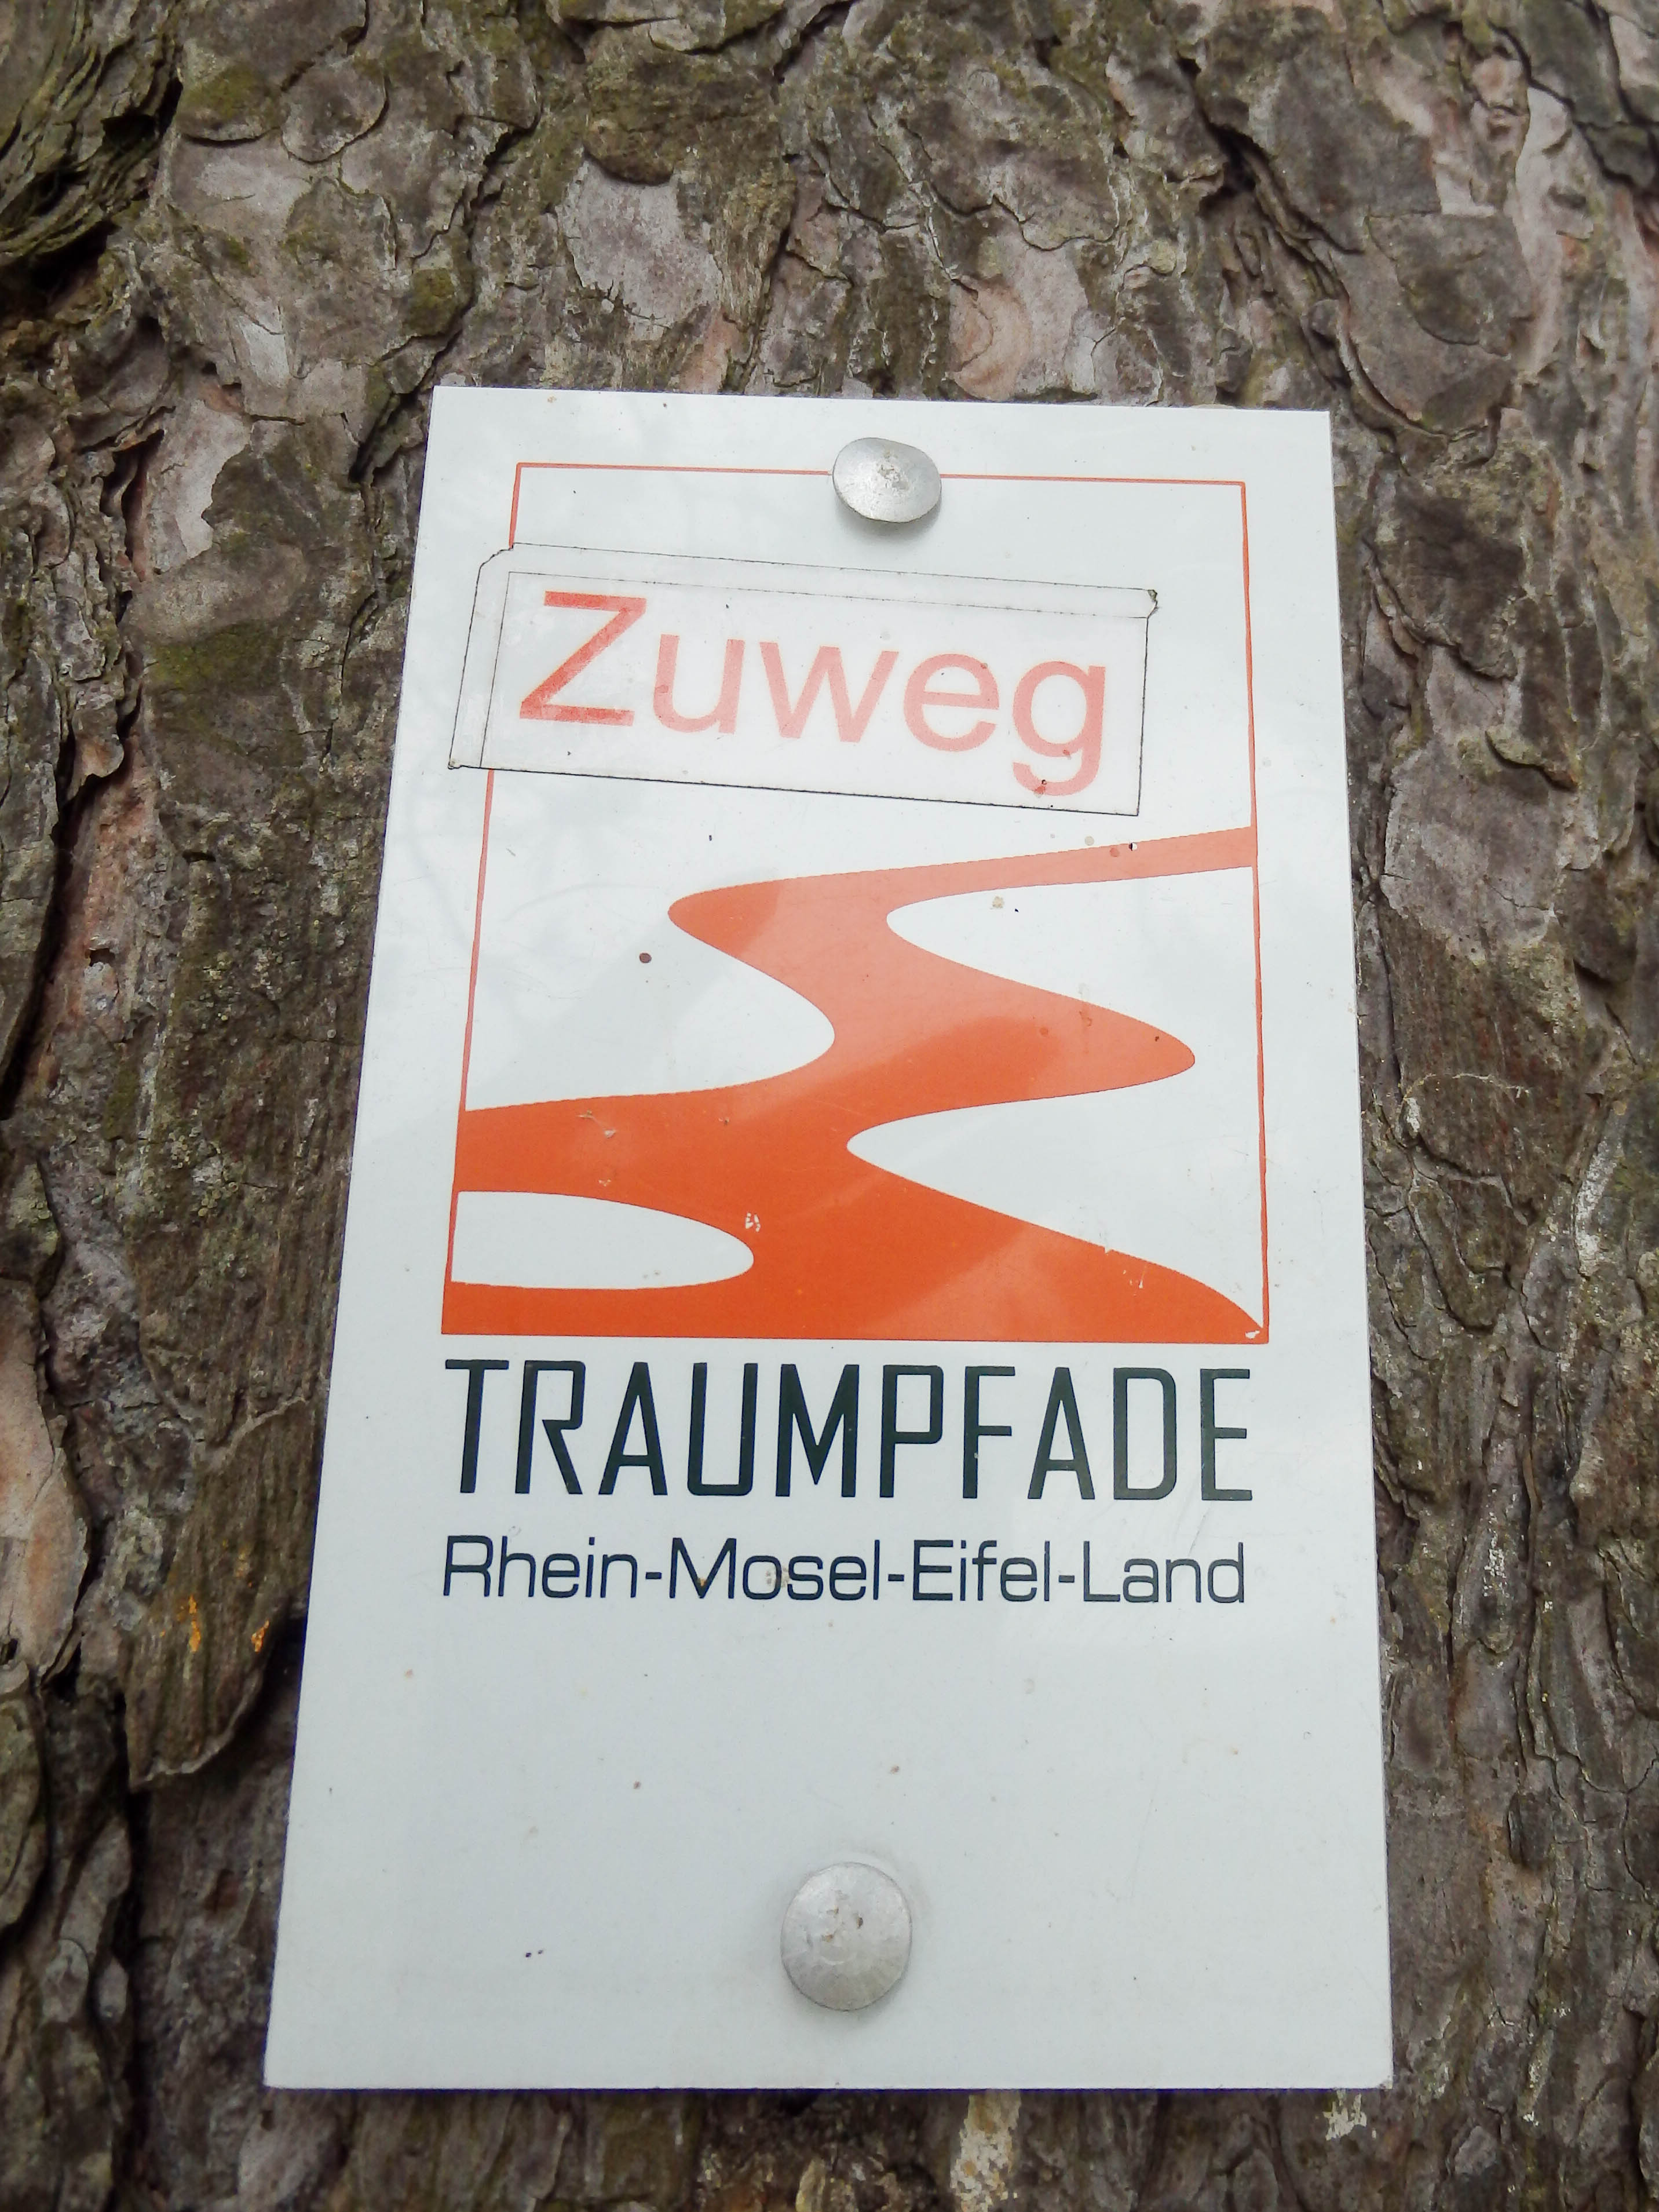 Zuweg
TRAUMPFADE
Rhein-Mosel-Eifel-Land